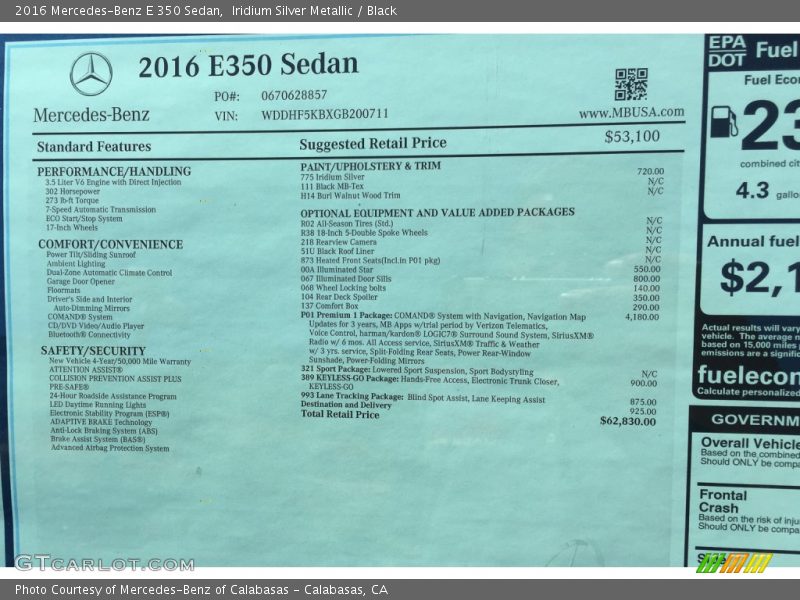 2016 Mercedes-Benz E 350 Sedan, Iridium Silver Metallic / Black
2016 E350 Sedan
Mercedes-Benz
PO#: 0670628857
VIN: WDDHF5KBXGB200711
www.MBUSA.com
Standard Features
Suggested Retail Price $53,100
PERFORMANCE/HANDLING
3.5 Liter V6 Engine with Direct Injection
302 Horsepower
273 lb-ft Torque
7-Speed Automatic Transmission
ECO Start/Stop System
17-Inch Wheels
COMFORT/CONVENIENCE
Power Tilt/Sliding Sunroof
Ambient Lighting
Dual-Zone Automatic Climate Control
Garage Door Opener
Floormats
Driver's Side and Interior
Auto-Dimming Mirrors
COMAND® System
CD/DVD Video/Audio Player
Bluetooth® Connectivity
SAFETY/SECURITY
New Vehicle 4-Year/50,000 Mile Warranty
ATTENTION ASSIST®
COLLISION PREVENTION ASSIST PLUS
PRE-SAFE®
24-Hour Roadside Assistance Program
LED Daytime Running Lights
Electronic Stability Program (ESP®)
ADAPTIVE BRAKE Technology
Anti-Lock Braking System (ABS)
Brake Assist System (BAS®)
Advanced Airbag Protection System
PAINT/UPHOLSTERY & TRIM
775 Iridium Silver 720.00
111 Black MB-Tex N/C
H14 Burl Walnut Wood Trim N/C
OPTIONAL EQUIPMENT AND VALUE ADDED PACKAGES
R02 All-Season Tires (Std.) N/C
R38 18-Inch 5-Double Spoke Wheels N/C
218 Rearview Camera N/C
51U Black Roof Liner N/C
873 Heated Front Seats(Incl.in P01 pkg) N/C
00A Illuminated Star 550.00
067 Illuminated Door Sills 800.00
068 Wheel Locking bolts 140.00
104 Rear Deck Spoiler 350.00
137 Comfort Box 290.00
P01 Premium 1 Package: COMAND® System with Navigation, Navigation Map 4,180.00
Updates for 3 years, MB Apps w/trial period by Verizon Telematics,
Voice Control, harman/kardon® LOGIC7® Surround Sound System, SiriusXM®
Radio w/ 6 mos. All Access service, SiriusXM® Traffic & Weather
w/ 3 yrs. service, Split-Folding Rear Seats, Power Rear-Window
Sunshade, Power-Folding Mirrors
321 Sport Package: Lowered Sport Suspension, Sport Bodystyling N/C
389 KEYLESS-GO Package: Hands-Free Access, Electronic Trunk Closer, 900.00
KEYLESS-GO
993 Lane Tracking Package: Blind Spot Assist, Lane Keeping Assist 875.00
Destination and Delivery 925.00
Total Retail Price $62,830.00
EPA
DOT
Fuel
Fuel Eco
23
combined cit
4.3 gallo
Annual fuel
$2,1
Actual results will vary
vehicle. The average n
based on 15,000 miles p
emissions are a signific
fuelecon
Calculate personalized
GOVERNM
Overall Vehicle
Based on the combined
Should ONLY be compa
Frontal
Crash
Based on the risk of inju
Should ONLY be compa
GTcarlot.com
Photo Courtesy of Mercedes-Benz of Calabasas - Calabasas, CA